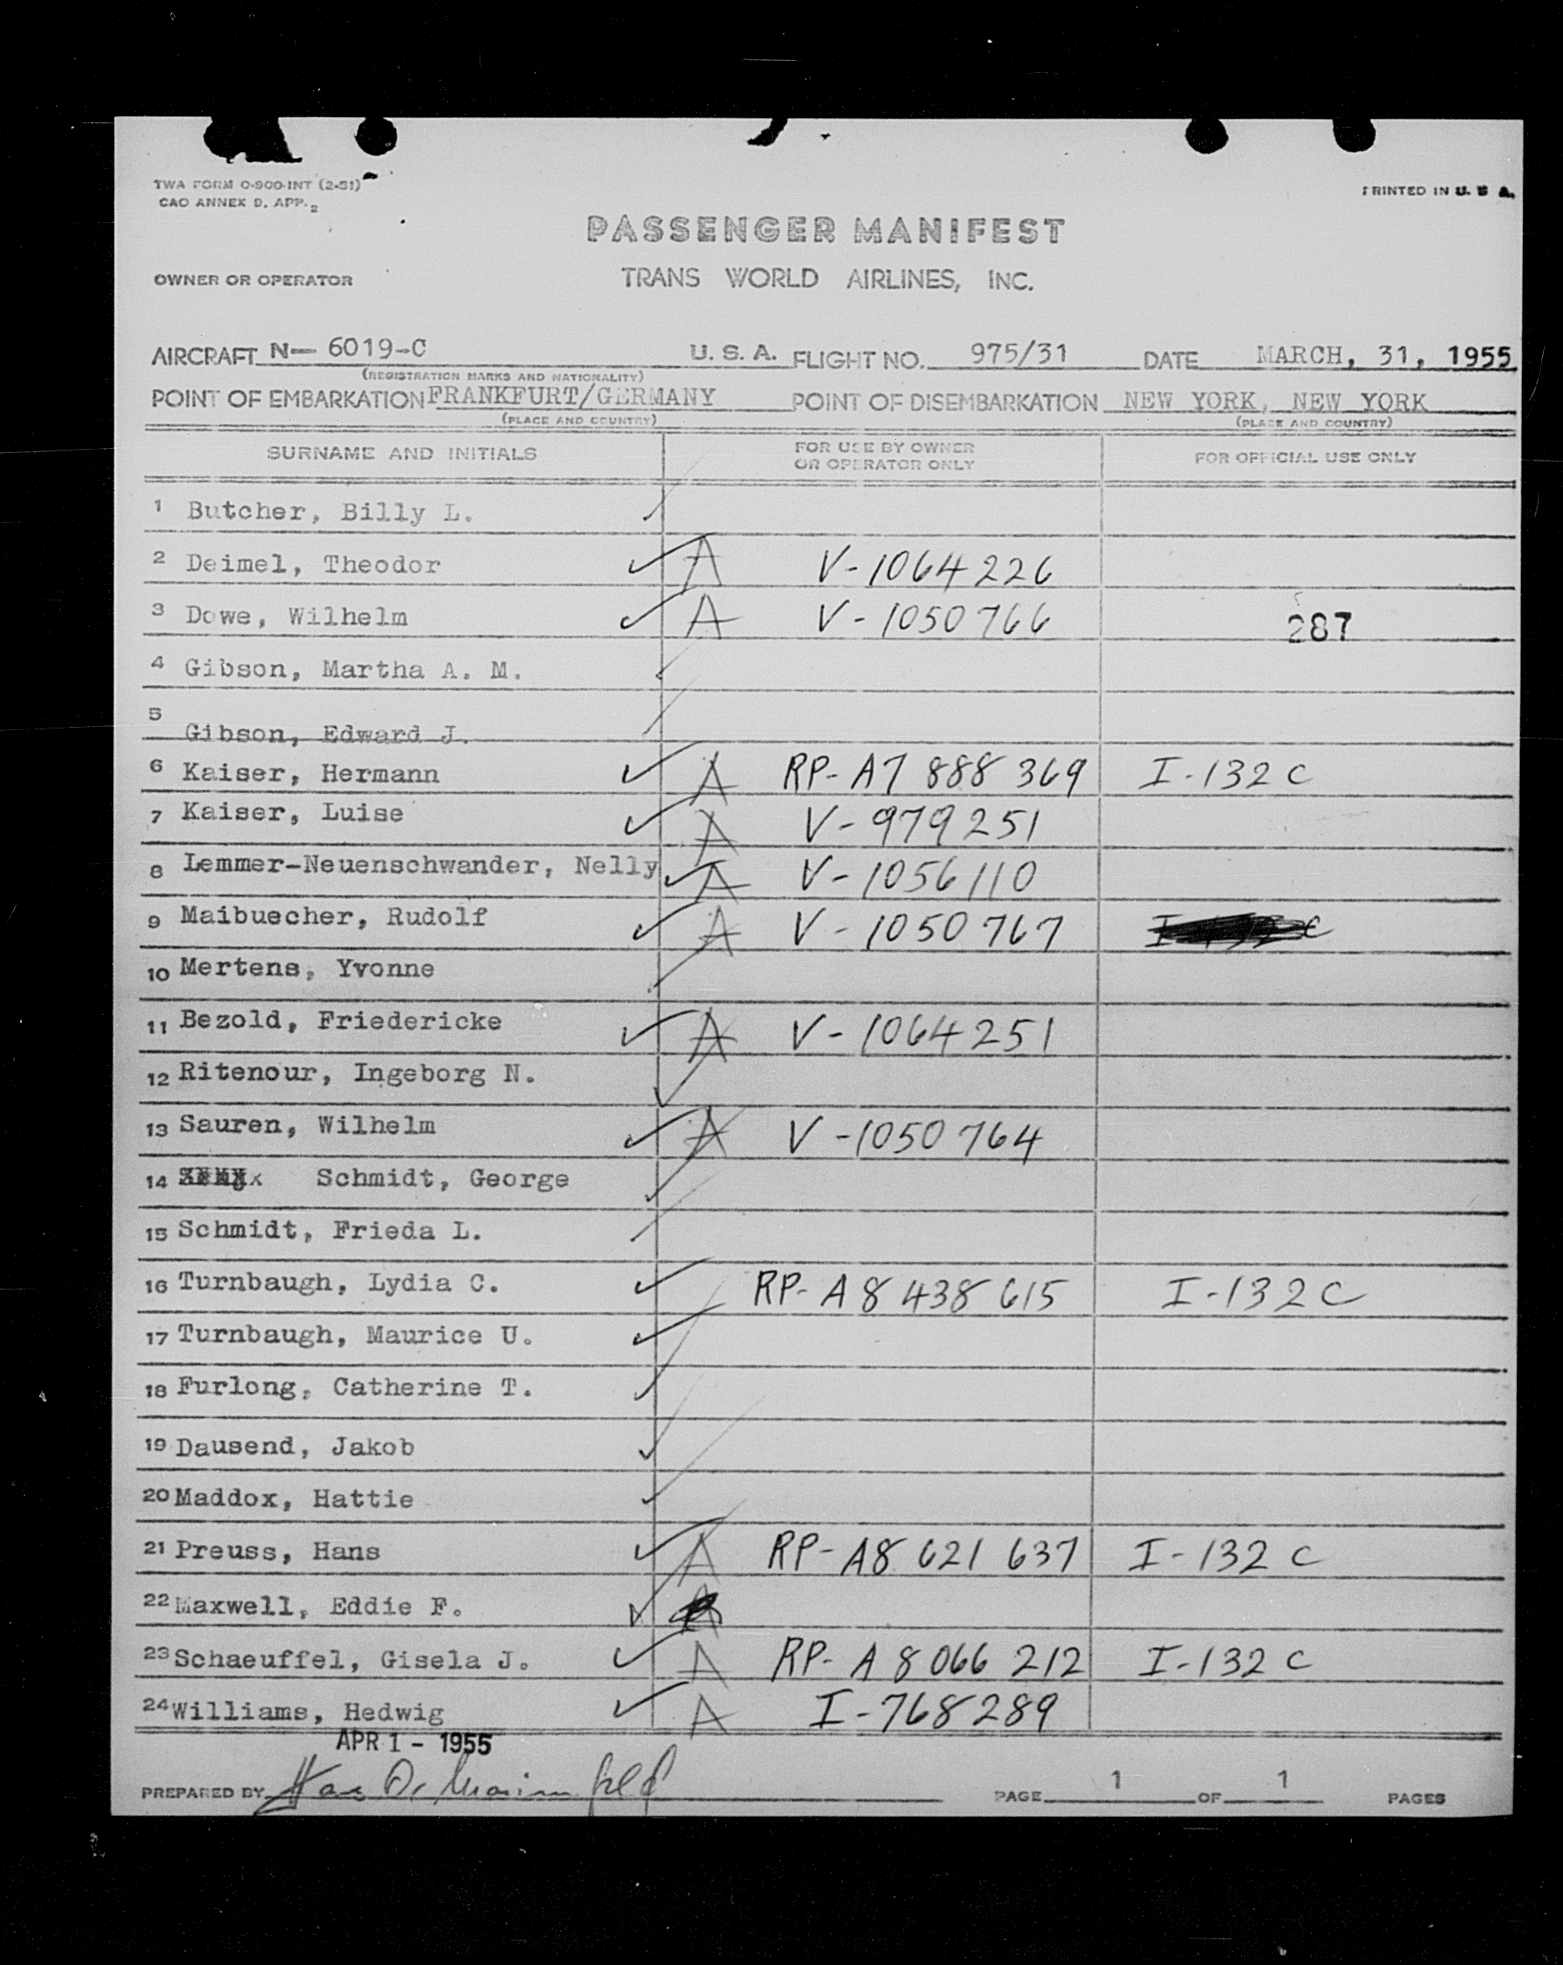 TWA FORM O-900-INT (2-51)
CAO ANNEX 9, APP. 2
PRINTED IN U. S. A.
PASSENGER MANIFEST
OWNER OR OPERATOR
TRANS WORLD AIRLINES, INC.
AIRCRAFT N- 6019-C U. S. A. FLIGHT NO. 975/31 DATE MARCH, 31, 1955
(REGISTRATION MARKS AND NATIONALITY)
POINT OF EMBARKATION FRANKFURT/GERMANY POINT OF DISEMBARKATION NEW YORK, NEW YORK
(PLACE AND COUNTRY) (PLACE AND COUNTRY)
SURNAME AND INITIALS FOR USE BY OWNER OR OPERATOR ONLY FOR OFFICIAL USE ONLY
1 Butcher, Billy L.
2 Deimel, Theodor A V-1064226
3 Dowe, Wilhelm A V-1050766 287
4 Gibson, Martha A. M.
5 Gibson, Edward J.
6 Kaiser, Hermann A RP-A7 888 369 I-132 C
7 Kaiser, Luise A V-979251
8 Lemmer-Neuenschwander, Nelly A V-1056110
9 Maibuecher, Rudolf A V-1050767
10 Mertens, Yvonne
11 Bezold, Friedericke A V-1064251
12 Ritenour, Ingeborg N.
13 Sauren, Wilhelm A V-1050764
14 Schmidt, George
15 Schmidt, Frieda L.
16 Turnbaugh, Lydia C. RP-A8 438 615 I-132 C
17 Turnbaugh, Maurice U.
18 Furlong, Catherine T.
19 Dausend, Jakob
20 Maddox, Hattie
21 Preuss, Hans A RP-A8 621 637 I-132 C
22 Maxwell, Eddie F.
23 Schaeuffel, Gisela J. A RP-A 8 066 212 I-132 C
24 Williams, Hedwig A I-768289
APR 1 - 1955
PREPARED BY PAGE 1 OF 1 PAGES